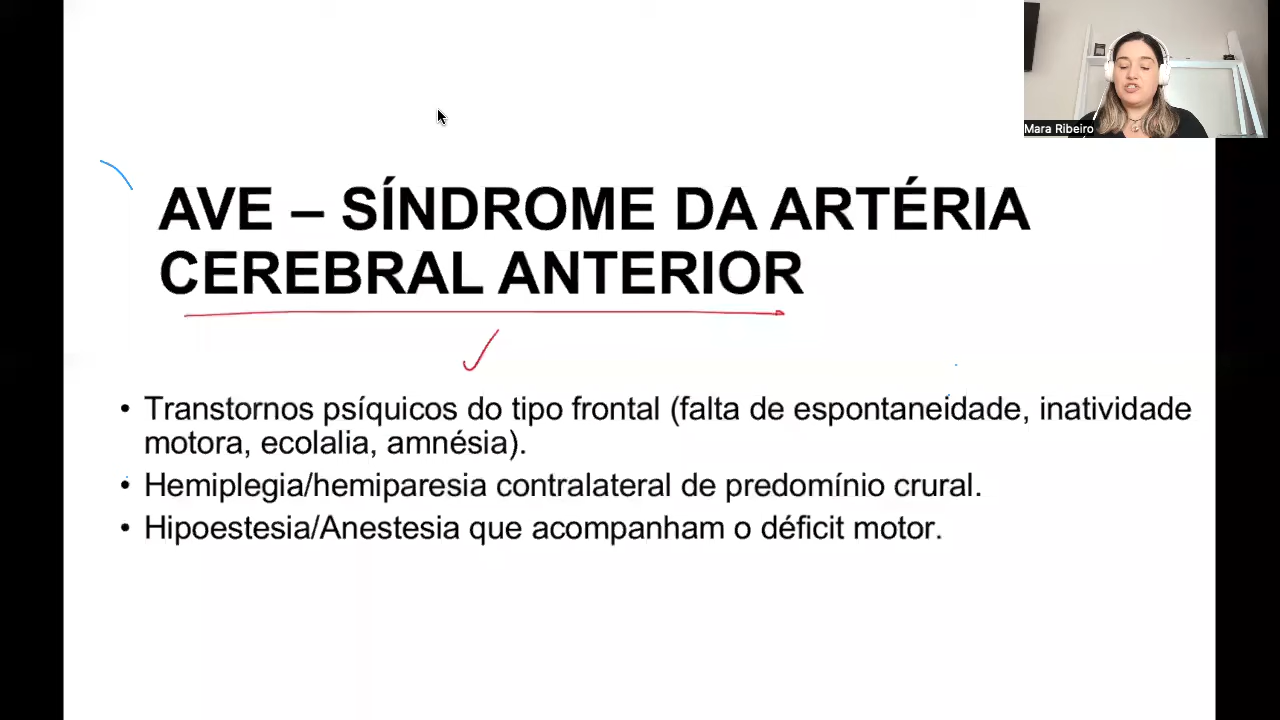 Mara Ribeiro
AVE – SÍNDROME DA ARTÉRIA
CEREBRAL ANTERIOR
• Transtornos psíquicos do tipo frontal (falta de espontaneidade, inatividade
motora, ecolalia, amnésia).
• Hemiplegia/hemiparesia contralateral de predomínio crural.
• Hipoestesia/Anestesia que acompanham o déficit motor.